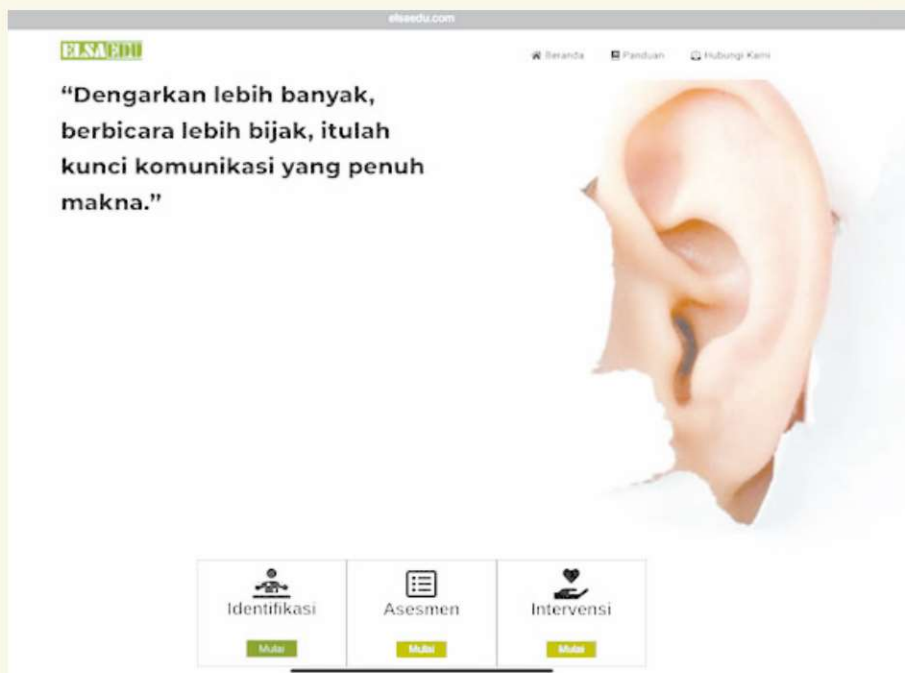 elsaedu.com
ELSAEDU
Beranda Panduan Hubungi Kami
“Dengarkan lebih banyak,
berbicara lebih bijak, itulah
kunci komunikasi yang penuh
makna.”
Identifikasi Asesmen Intervensi
Mulai Mulai Mulai